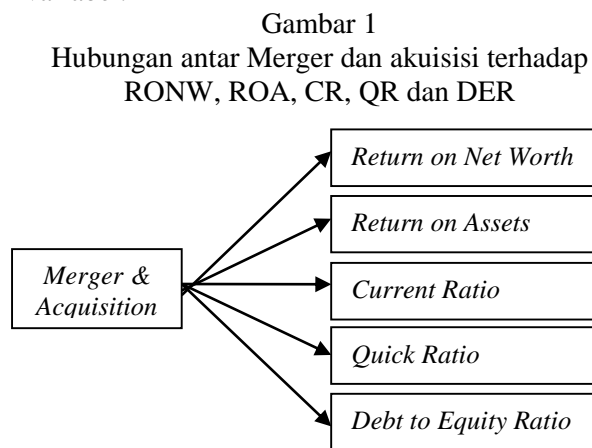 Gambar 1
Hubungan antar Merger dan akuisisi terhadap
RONW, ROA, CR, QR dan DER
Return on Net Worth
Return on Assets
Merger &
Acquisition
Current Ratio
Quick Ratio
Debt to Equity Ratio